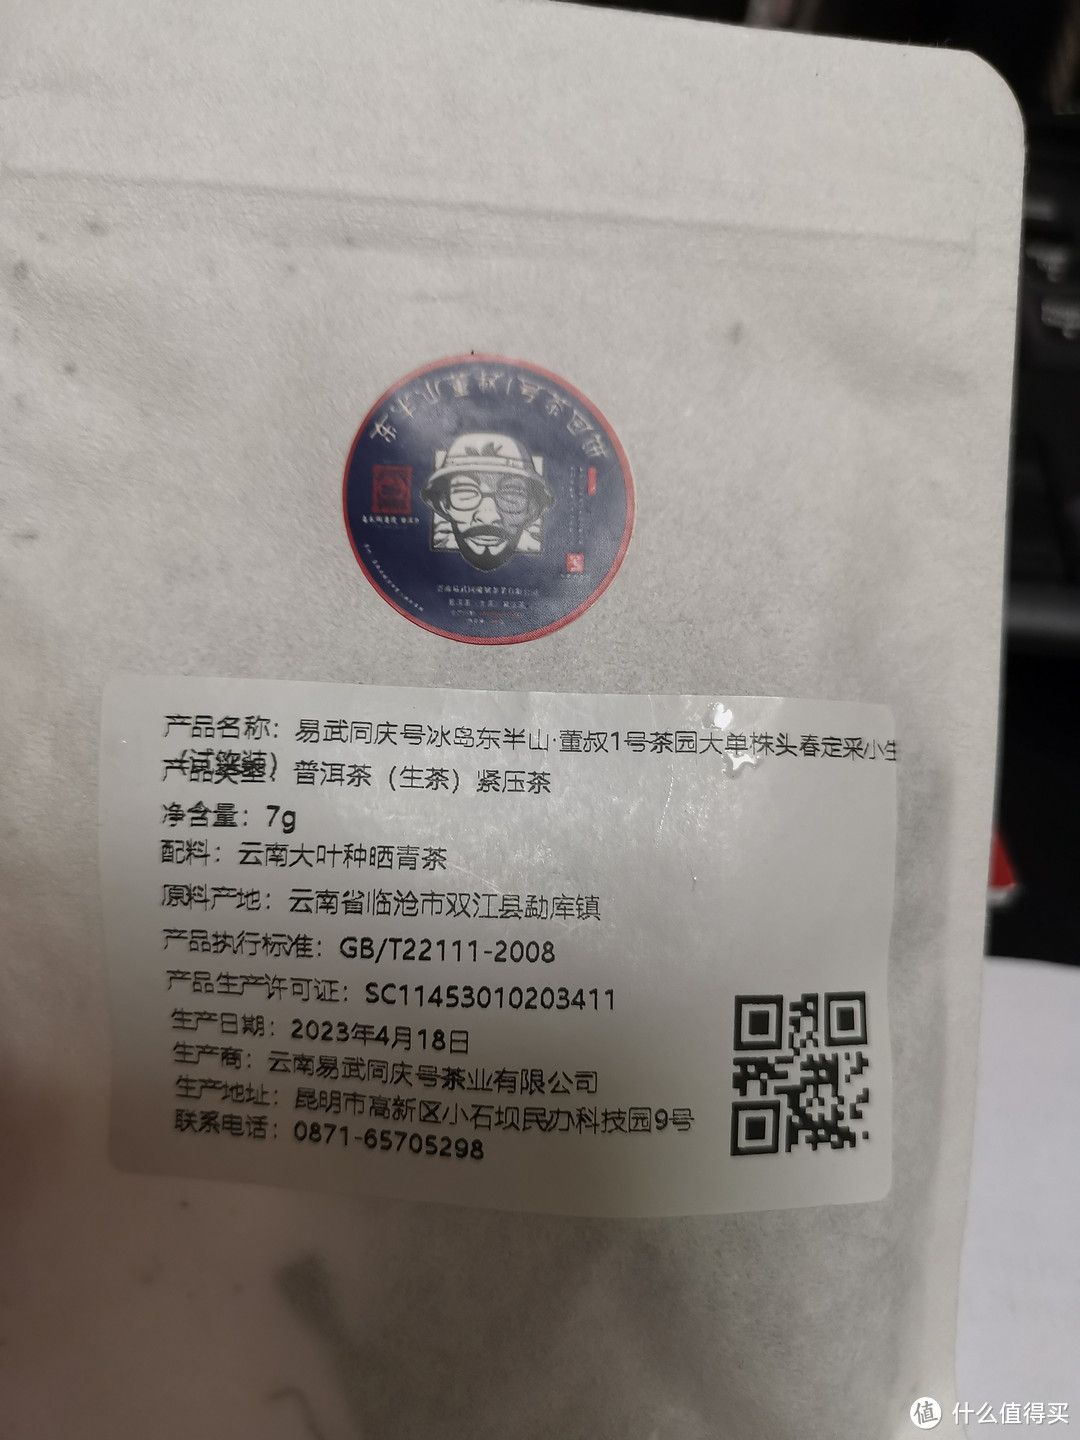 产品名称：易武同庆号冰岛东半山·董叔1号茶园大单株头春定采小生
产品类型：普洱茶（生茶）紧压茶
净含量：7g
配料：云南大叶种晒青茶
原料产地：云南省临沧市双江县勐库镇
产品执行标准：GB/T22111-2008
产品生产许可证：SC11453010203411
生产日期：2023年4月18日
生产商：云南易武同庆号茶业有限公司
生产地址：昆明市高新区小石坝民办科技园9号
联系电话：0871-65705298
值 什么值得买